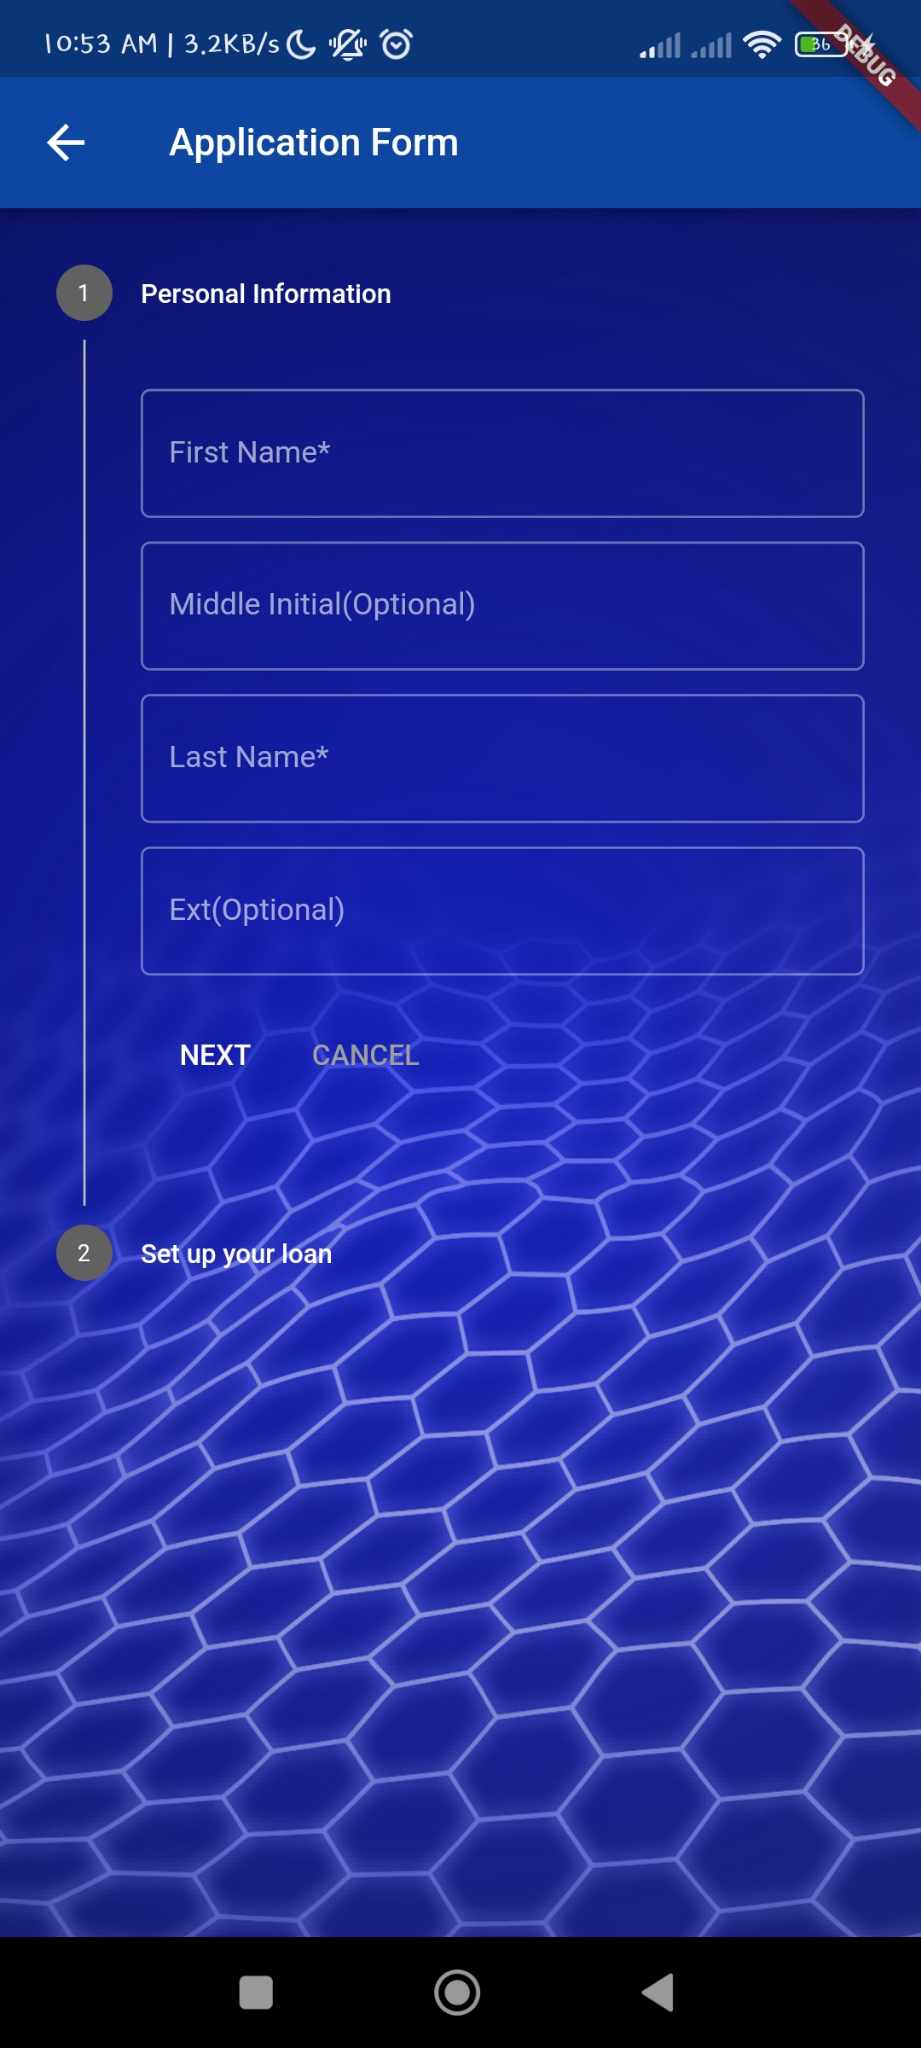 10:53 AM | 3.2KB/s
36
DEBUG
Application Form
1 Personal Information
First Name*
Middle Initial(Optional)
Last Name*
Ext(Optional)
NEXT CANCEL
2 Set up your loan